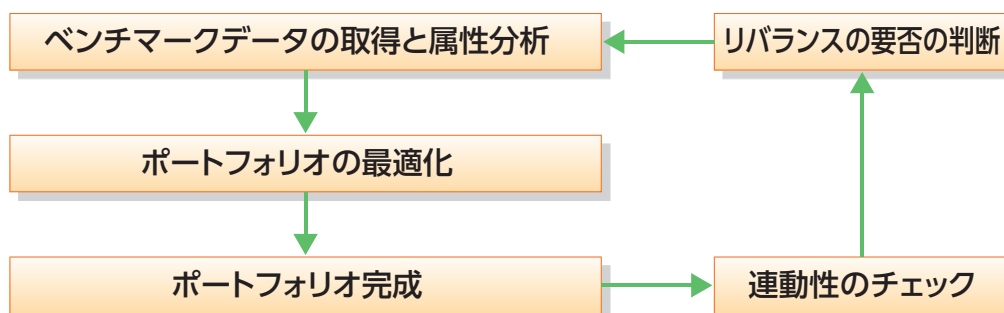 ベンチマークデータの取得と属性分析
リバランスの要否の判断
ポートフォリオの最適化
ポートフォリオ完成
連動性のチェック